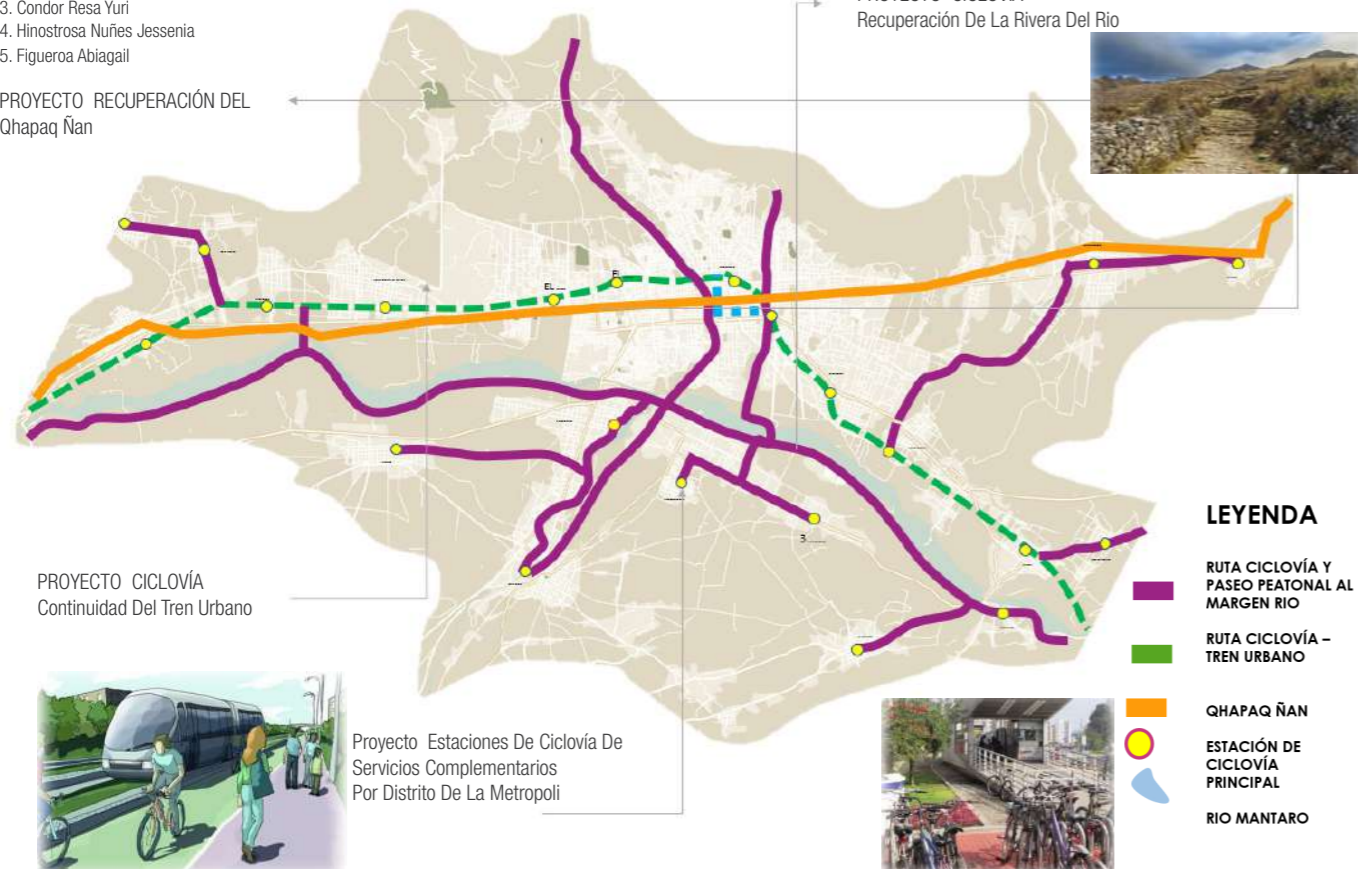 3. Condor Resa Yuri
4. Hinostrosa Nuñes Jessenia
5. Figueroa Abiagail
Recuperación De La Rivera Del Rio
PROYECTO RECUPERACIÓN DEL
Qhapaq Ñan
EL
EL
3
PROYECTO CICLOVÍA
Continuidad Del Tren Urbano
Proyecto Estaciones De Ciclovía De
Servicios Complementarios
Por Distrito De La Metropoli
LEYENDA
RUTA CICLOVÍA Y
PASEO PEATONAL AL
MARGEN RIO
RUTA CICLOVÍA –
TREN URBANO
QHAPAQ ÑAN
ESTACIÓN DE
CICLOVÍA
PRINCIPAL
RIO MANTARO